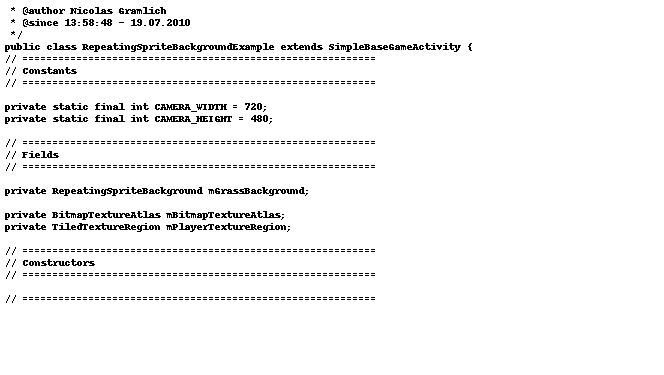 * @author Nicolas Gramlich
 * @since 13:58:48 - 19.07.2010
 */
public class RepeatingSpriteBackgroundExample extends SimpleBaseGameActivity {
// ===========================================================
// Constants
// ===========================================================
private static final int CAMERA_WIDTH = 720;
private static final int CAMERA_HEIGHT = 480;
// ===========================================================
// Fields
// ===========================================================
private RepeatingSpriteBackground mGrassBackground;
private BitmapTextureAtlas mBitmapTextureAtlas;
private TiledTextureRegion mPlayerTextureRegion;
// ===========================================================
// Constructors
// ===========================================================
// ===========================================================